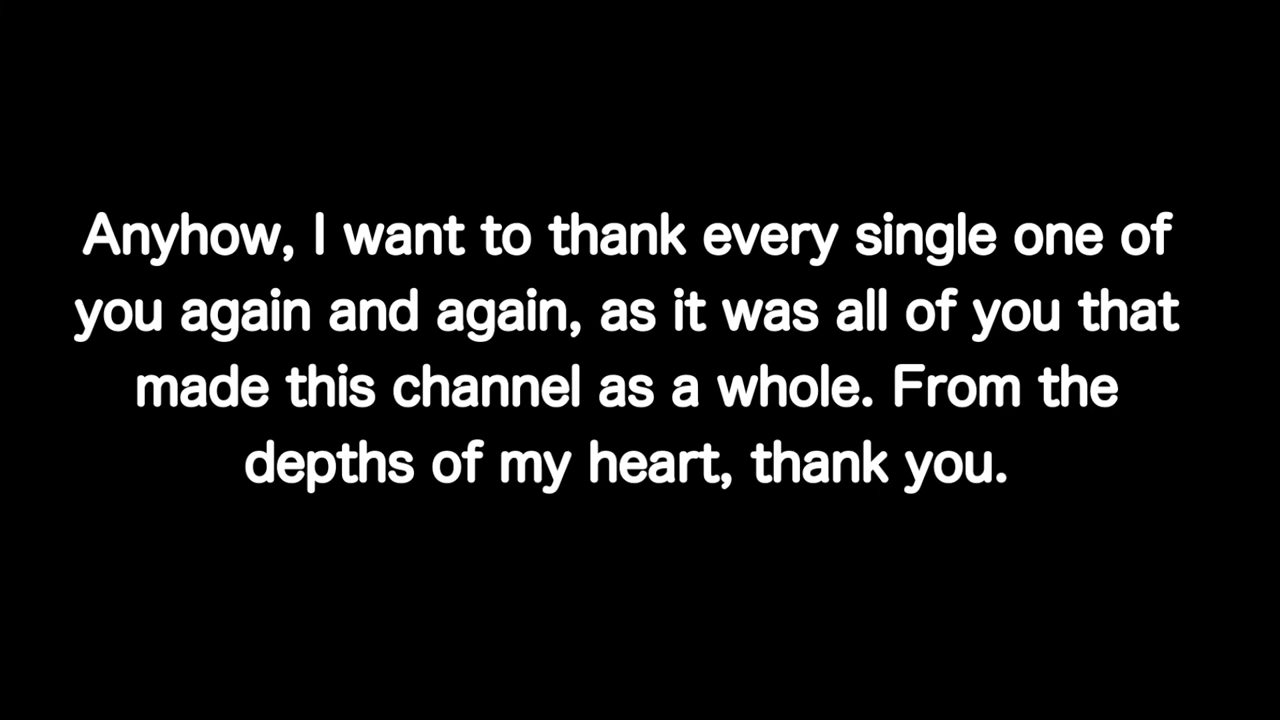 Anyhow, I want to thank every single one of
you again and again, as it was all of you that
made this channel as a whole. From the
depths of my heart, thank you.